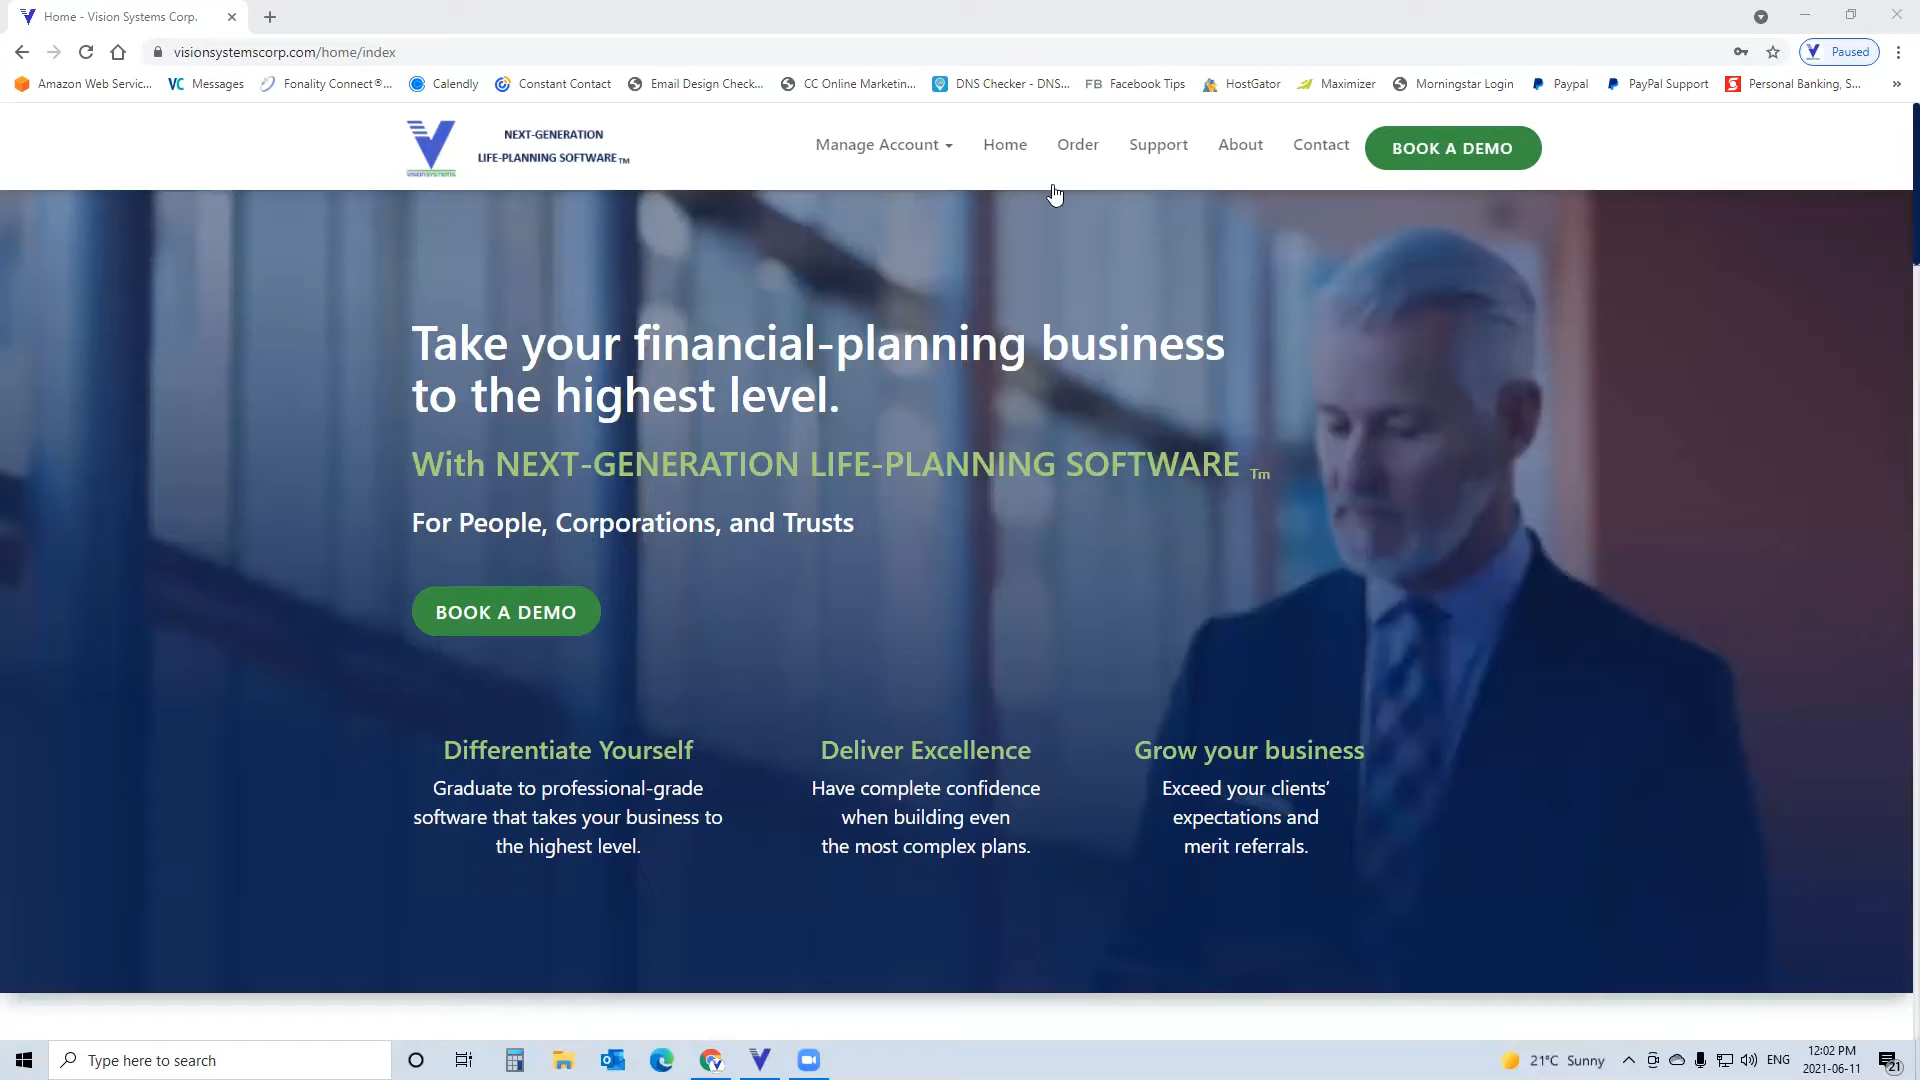 Home - Vision Systems Corp.
visionsystemscorp.com/home/index
Paused
Amazon Web Servic...
VC Messages
Fonality Connect®...
Calendly
Constant Contact
Email Design Check...
CC Online Marketin...
DNS Checker - DNS...
FB Facebook Tips
HostGator
Maximizer
Morningstar Login
Paypal
PayPal Support
Personal Banking, S...
»
VISIONSYSTEMS
NEXT-GENERATION
LIFE-PLANNING SOFTWARE TM
Manage Account
Home
Order
Support
About
Contact
BOOK A DEMO
Take your financial-planning business
to the highest level.
With NEXT-GENERATION LIFE-PLANNING SOFTWARE Tm
For People, Corporations, and Trusts
BOOK A DEMO
Differentiate Yourself
Graduate to professional-grade
software that takes your business to
the highest level.
Deliver Excellence
Have complete confidence
when building even
the most complex plans.
Grow your business
Exceed your clients’
expectations and
merit referrals.
Type here to search
21°C Sunny
ENG
12:02 PM
2021-06-11
21